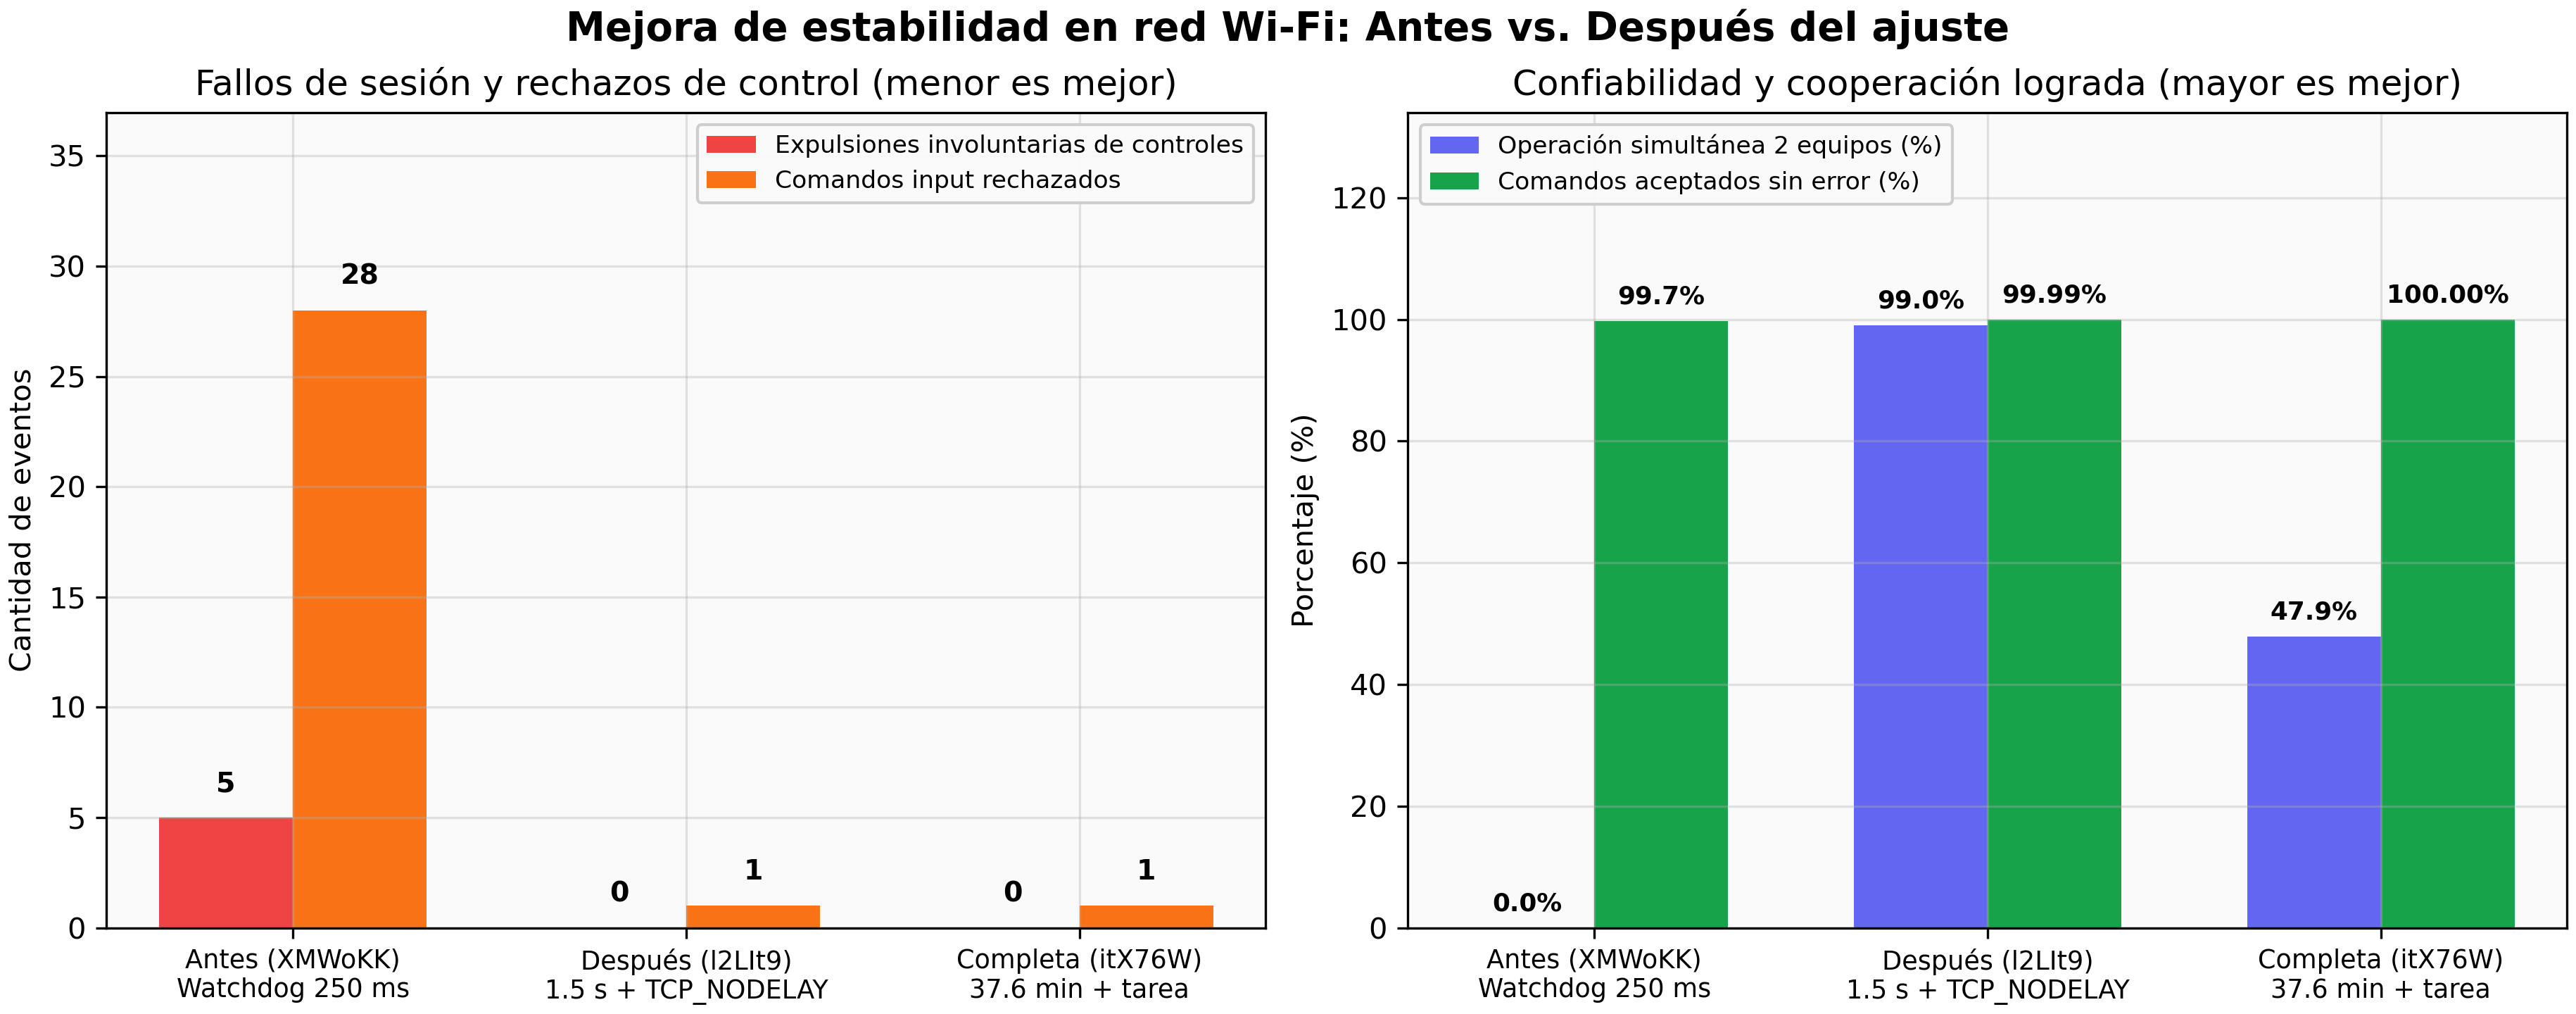 Mejora de estabilidad en red Wi-Fi: Antes vs. Después del ajuste
Fallos de sesión y rechazos de control (menor es mejor)
Cantidad de eventos
35
30
25
20
15
10
5
0
Expulsiones involuntarias de controles
Comandos input rechazados
5
28
0
1
0
1
Antes (XMWoKK)
Watchdog 250 ms
Después (l2LIt9)
1.5 s + TCP_NODELAY
Completa (itX76W)
37.6 min + tarea
Confiabilidad y cooperación lograda (mayor es mejor)
Porcentaje (%)
120
100
80
60
40
20
0
Operación simultánea 2 equipos (%)
Comandos aceptados sin error (%)
0.0%
99.7%
99.0%
99.99%
47.9%
100.00%
Antes (XMWoKK)
Watchdog 250 ms
Después (l2LIt9)
1.5 s + TCP_NODELAY
Completa (itX76W)
37.6 min + tarea